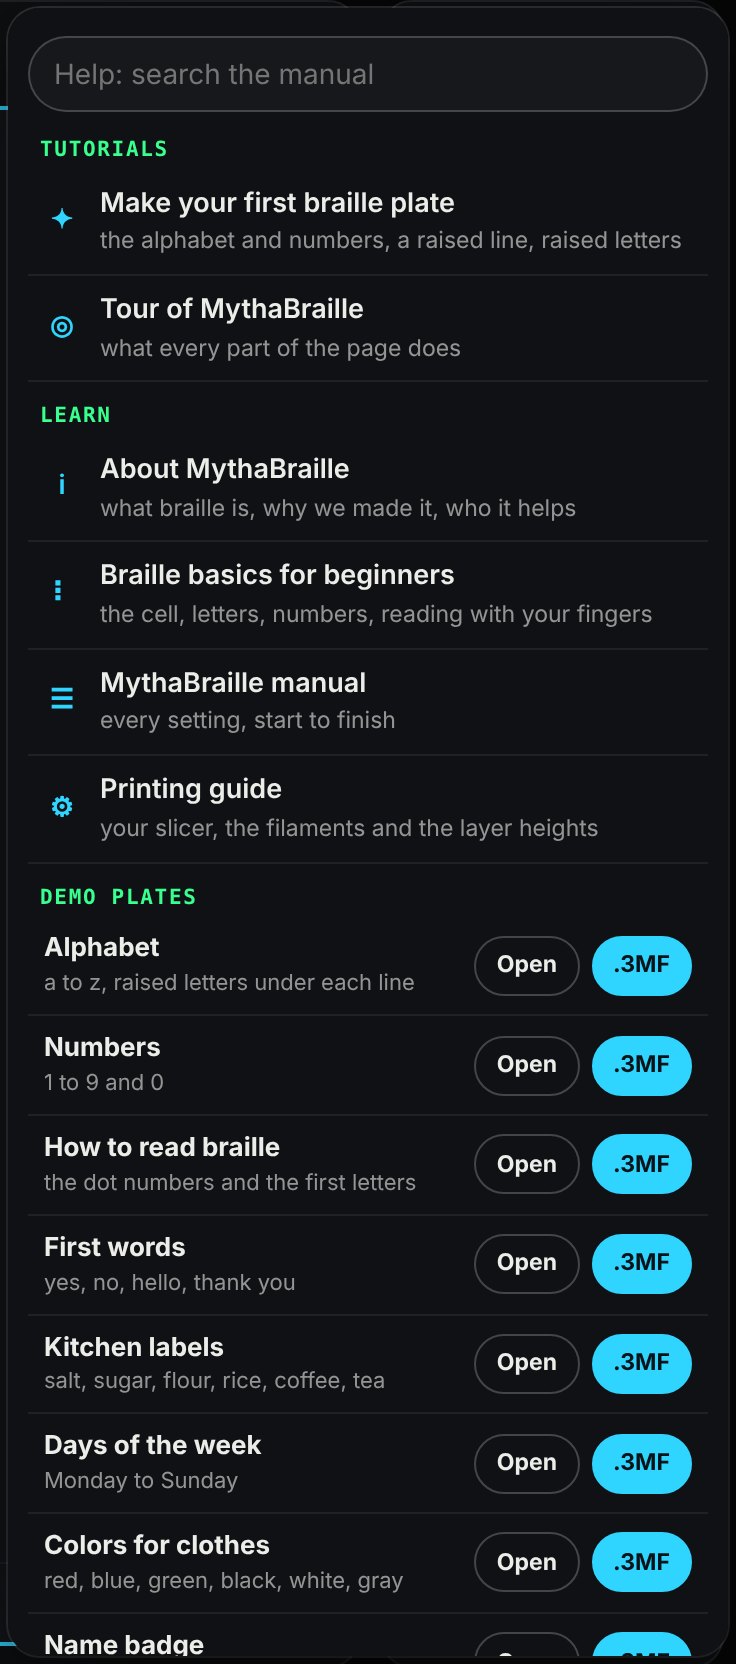 Help: search the manual
TUTORIALS
Make your first braille plate
the alphabet and numbers, a raised line, raised letters
Tour of MythaBraille
what every part of the page does
LEARN
About MythaBraille
what braille is, why we made it, who it helps
Braille basics for beginners
the cell, letters, numbers, reading with your fingers
MythaBraille manual
every setting, start to finish
Printing guide
your slicer, the filaments and the layer heights
DEMO PLATES
Alphabet
a to z, raised letters under each line
Open .3MF
Numbers
1 to 9 and 0
Open .3MF
How to read braille
the dot numbers and the first letters
Open .3MF
First words
yes, no, hello, thank you
Open .3MF
Kitchen labels
salt, sugar, flour, rice, coffee, tea
Open .3MF
Days of the week
Monday to Sunday
Open .3MF
Colors for clothes
red, blue, green, black, white, gray
Open .3MF
Name badge